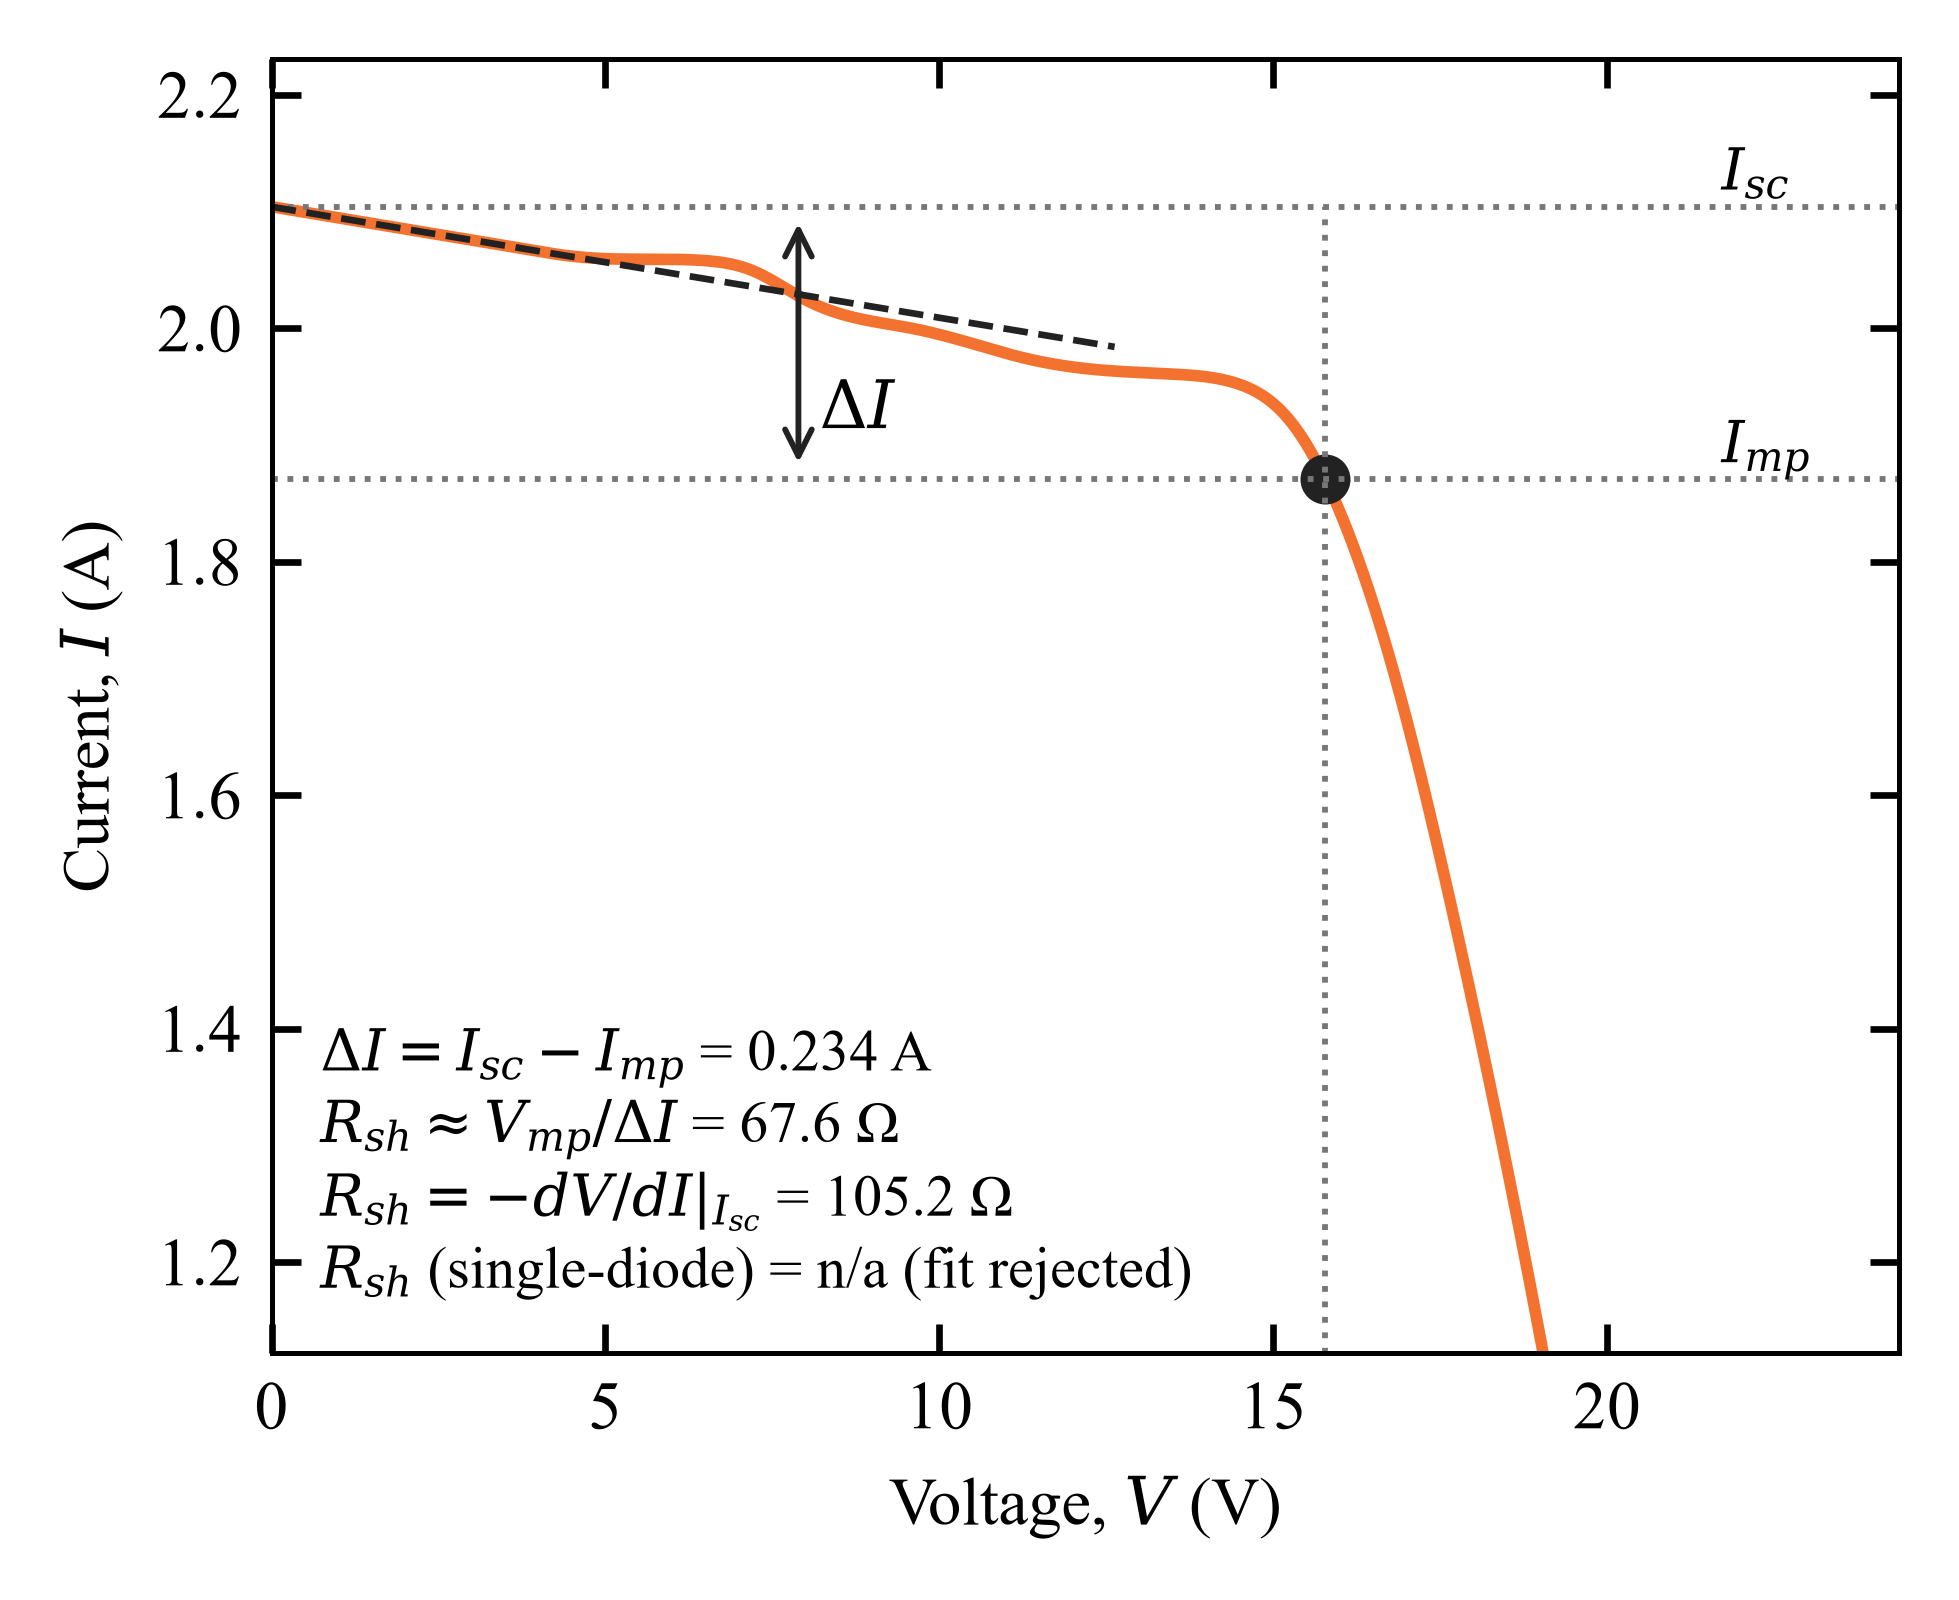 2.2
2.0
1.8
1.6
1.4
1.2
Current, I (A)
I_sc
I_mp
ΔI
ΔI = I_sc − I_mp = 0.234 A
R_sh ≈ V_mp/ΔI = 67.6 Ω
R_sh = −dV/dI|_{I_sc} = 105.2 Ω
R_sh (single-diode) = n/a (fit rejected)
0 5 10 15 20
Voltage, V (V)